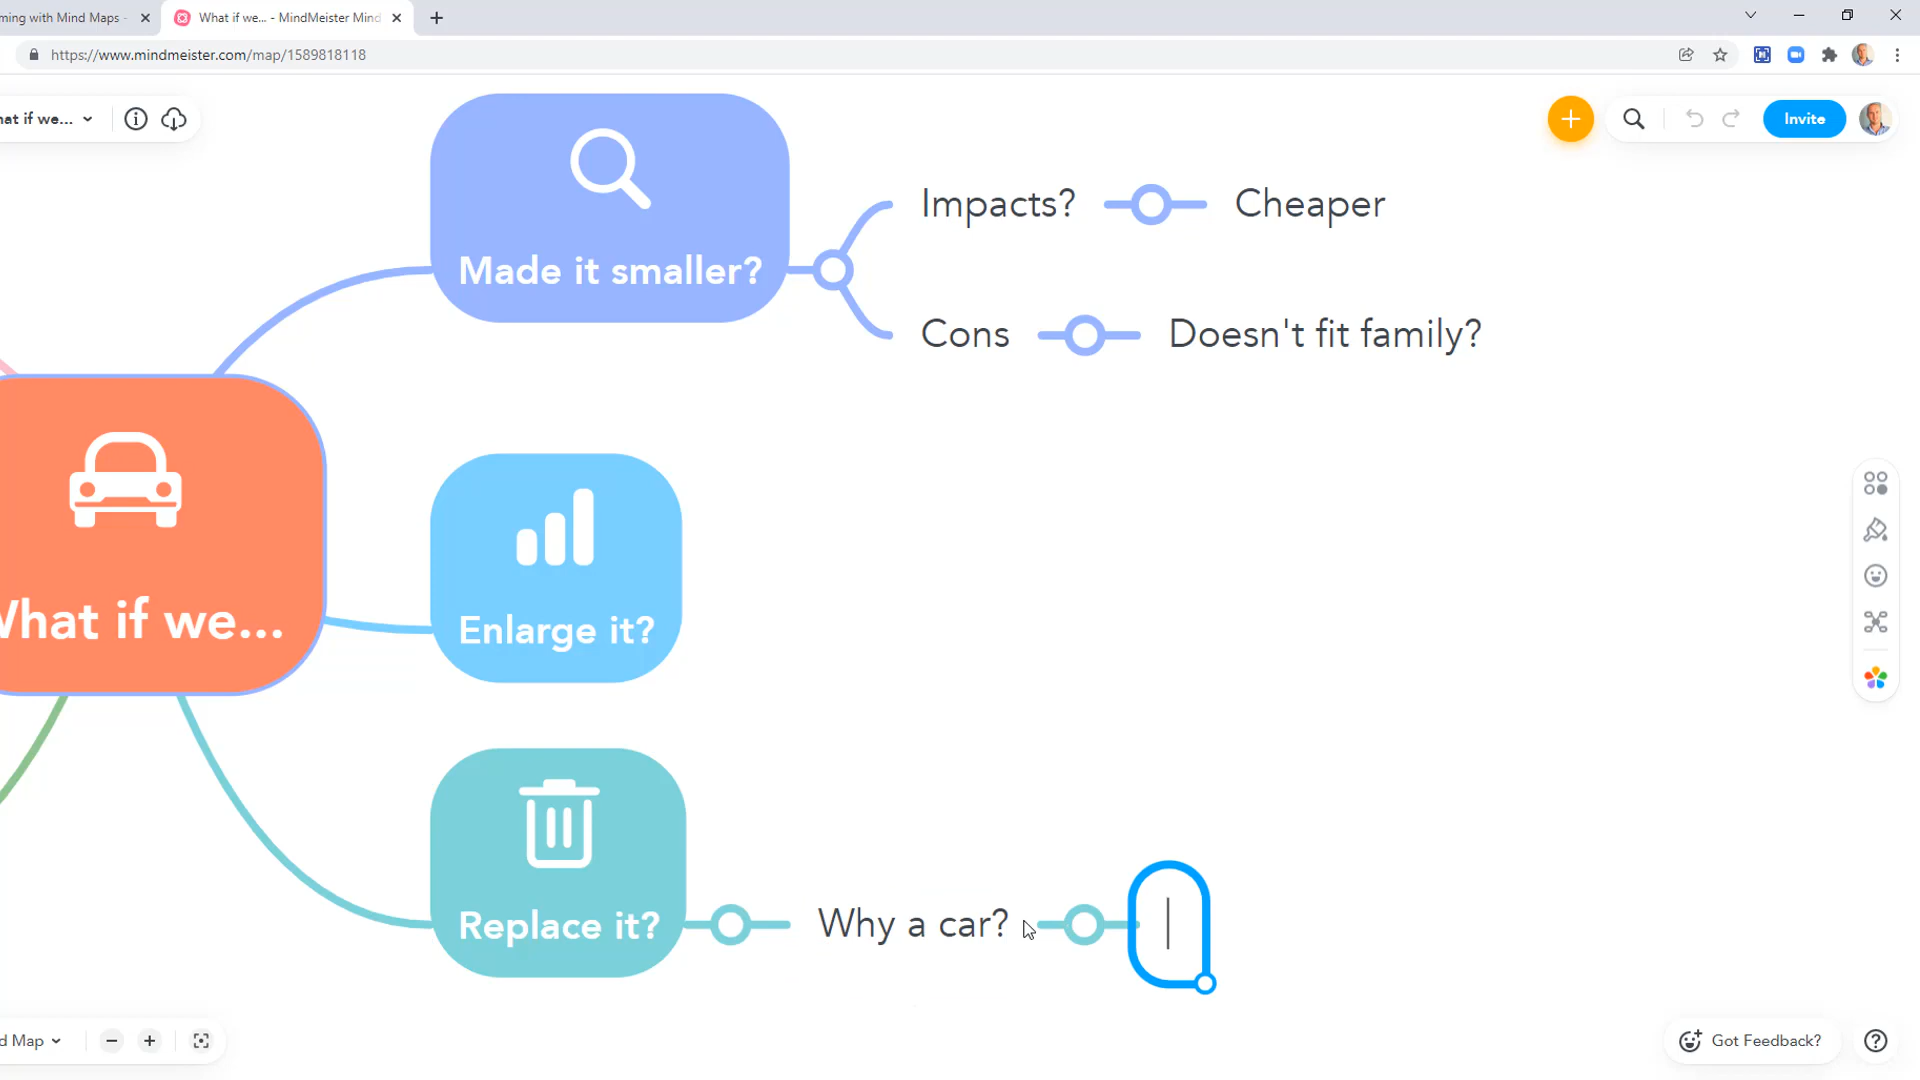 ming with Mind Maps -
What if we... - MindMeister Mind
https://www.mindmeister.com/map/1589818118
hat if we...
Invite
Made it smaller?
Impacts?
Cheaper
Cons
Doesn't fit family?
What if we...
Enlarge it?
Replace it?
Why a car?
d Map
Got Feedback?